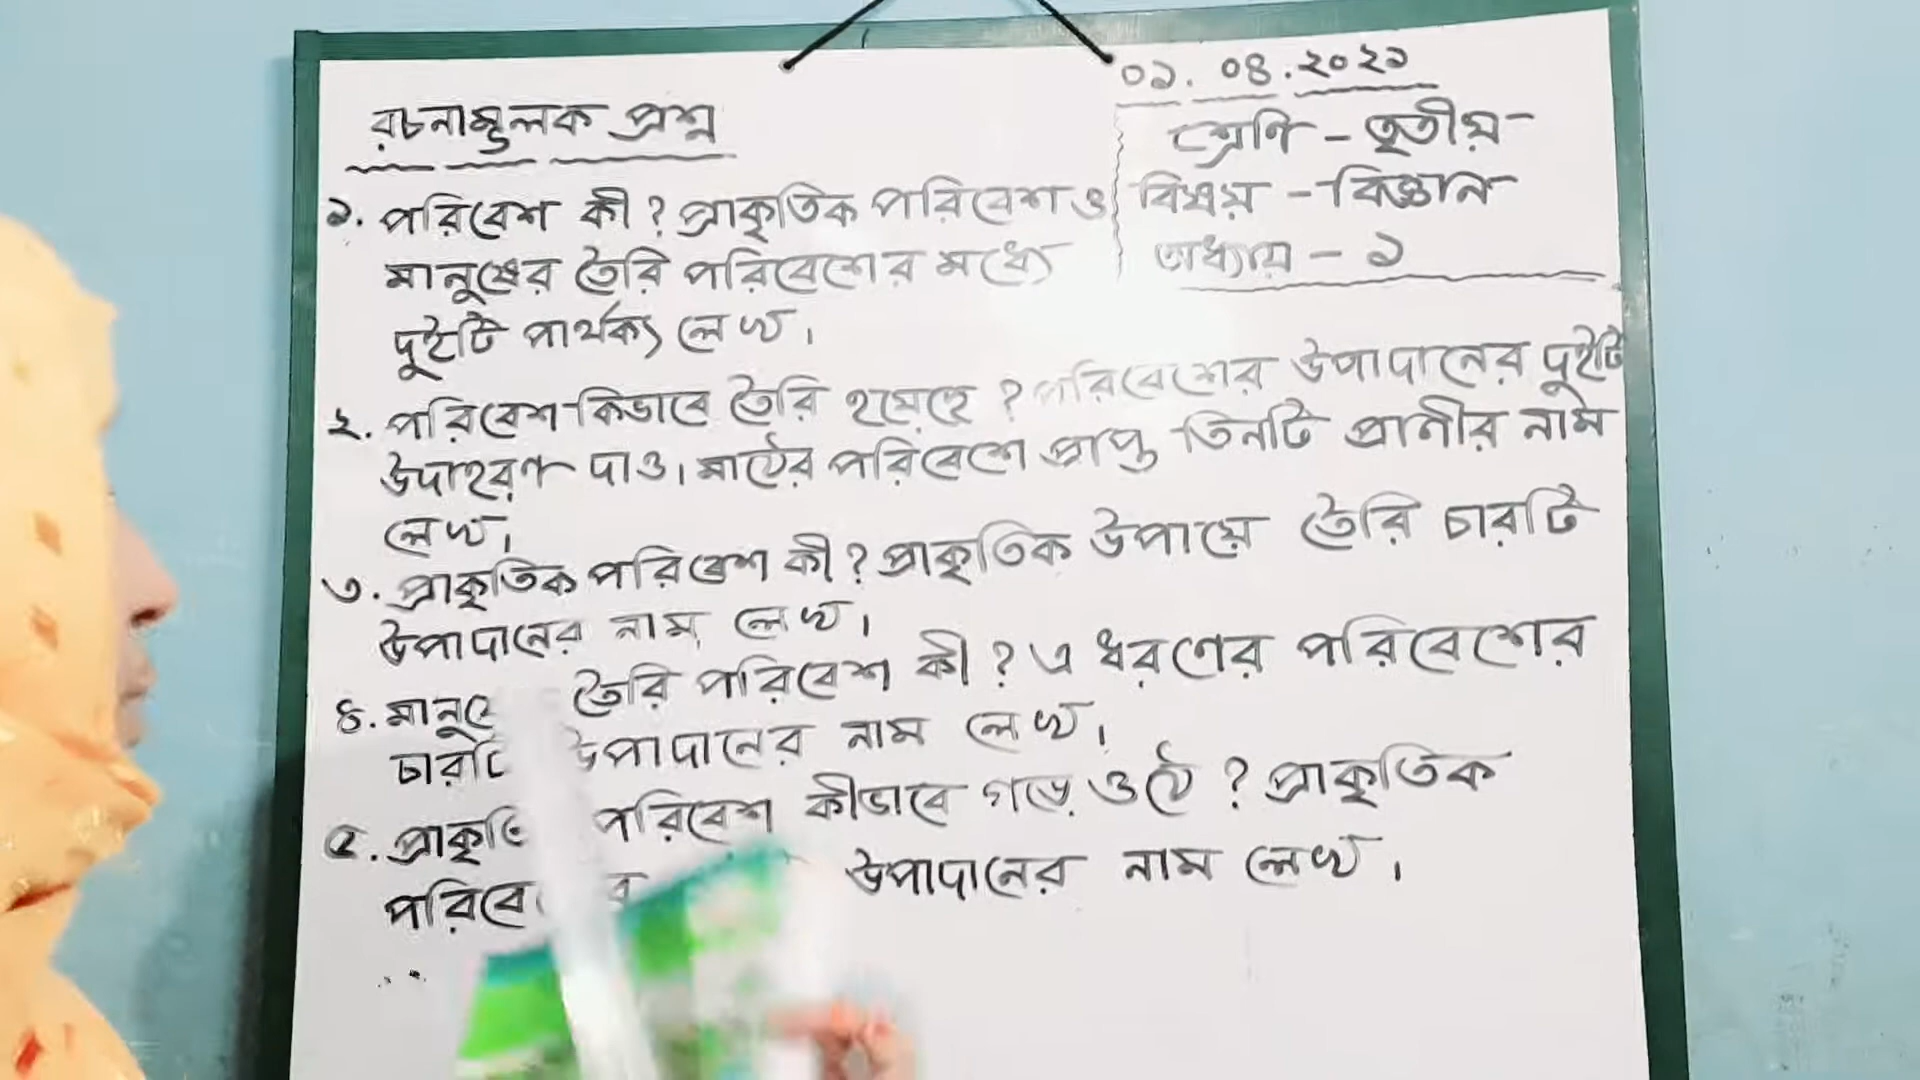 ০১. ০৪. ২০২১
শ্রেণি - তৃতীয়
বিষয় - বিজ্ঞান
অধ্যায় - ১
রচনামূলক প্রশ্ন
১. পরিবেশ কী? প্রাকৃতিক পরিবেশ ও
মানুষের তৈরি পরিবেশের মধ্যে
দুইটি পার্থক্য লেখ।
২. পরিবেশ কিভাবে তৈরি হয়েছে? পরিবেশের উপাদানের দুইটি
উদাহরণ দাও। মাঠের পরিবেশে প্রাপ্ত তিনটি প্রানীর নাম
লেখ।
৩. প্রাকৃতিক পরিবেশ কী? প্রাকৃতিক উপায়ে তৈরি চারটি
উপাদানের নাম লেখ।
৪. তৈরি পরিবেশ কী? এ ধরণের পরিবেশের
চারটি উপাদানের নাম লেখ।
৫. পরিবেশ কীভাবে গড়ে ওঠে? প্রাকৃতিক
উপাদানের নাম লেখ।